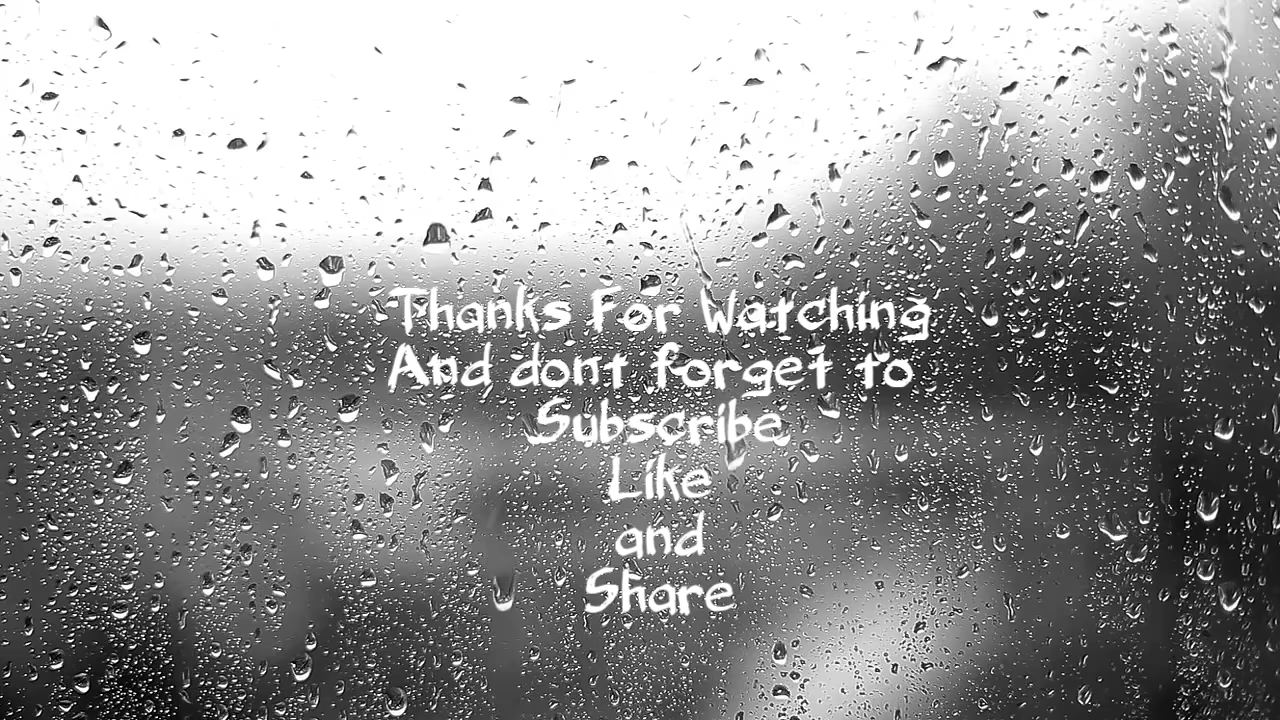 Thanks For Watching
And dont forget to
Subscribe
Like
and
Share